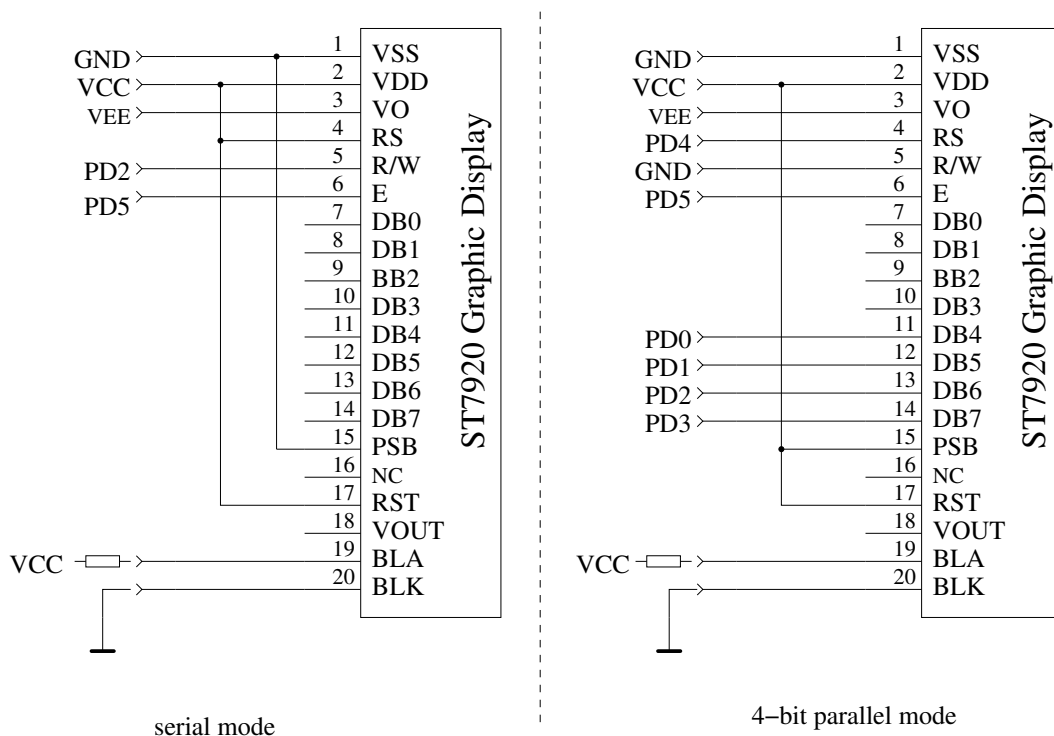 GND 1 VSS
VCC 2 VDD
VEE 3 VO
4 RS
PD2 5 R/W
PD5 6 E
7 DB0
8 DB1
9 BB2
10 DB3
11 DB4
12 DB5
13 DB6
14 DB7
15 PSB
16 NC
17 RST
18 VOUT
VCC 19 BLA
20 BLK
ST7920 Graphic Display
serial mode
GND 1 VSS
VCC 2 VDD
VEE 3 VO
PD4 4 RS
GND 5 R/W
PD5 6 E
7 DB0
8 DB1
9 BB2
10 DB3
PD0 11 DB4
PD1 12 DB5
PD2 13 DB6
PD3 14 DB7
15 PSB
16 NC
17 RST
18 VOUT
VCC 19 BLA
20 BLK
ST7920 Graphic Display
4−bit parallel mode